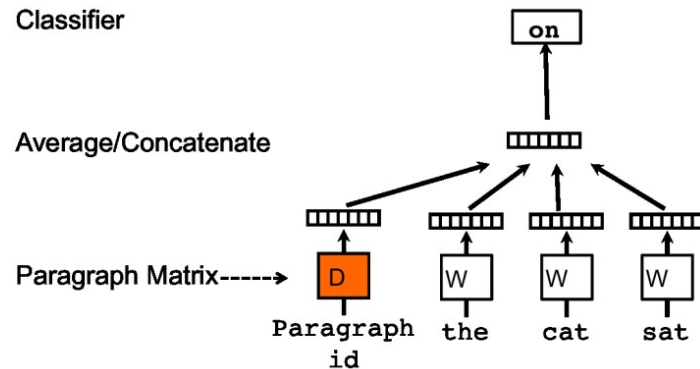 Classifier
on
Average/Concatenate
Paragraph Matrix
D
W
W
W
Paragraph
id
the
cat
sat